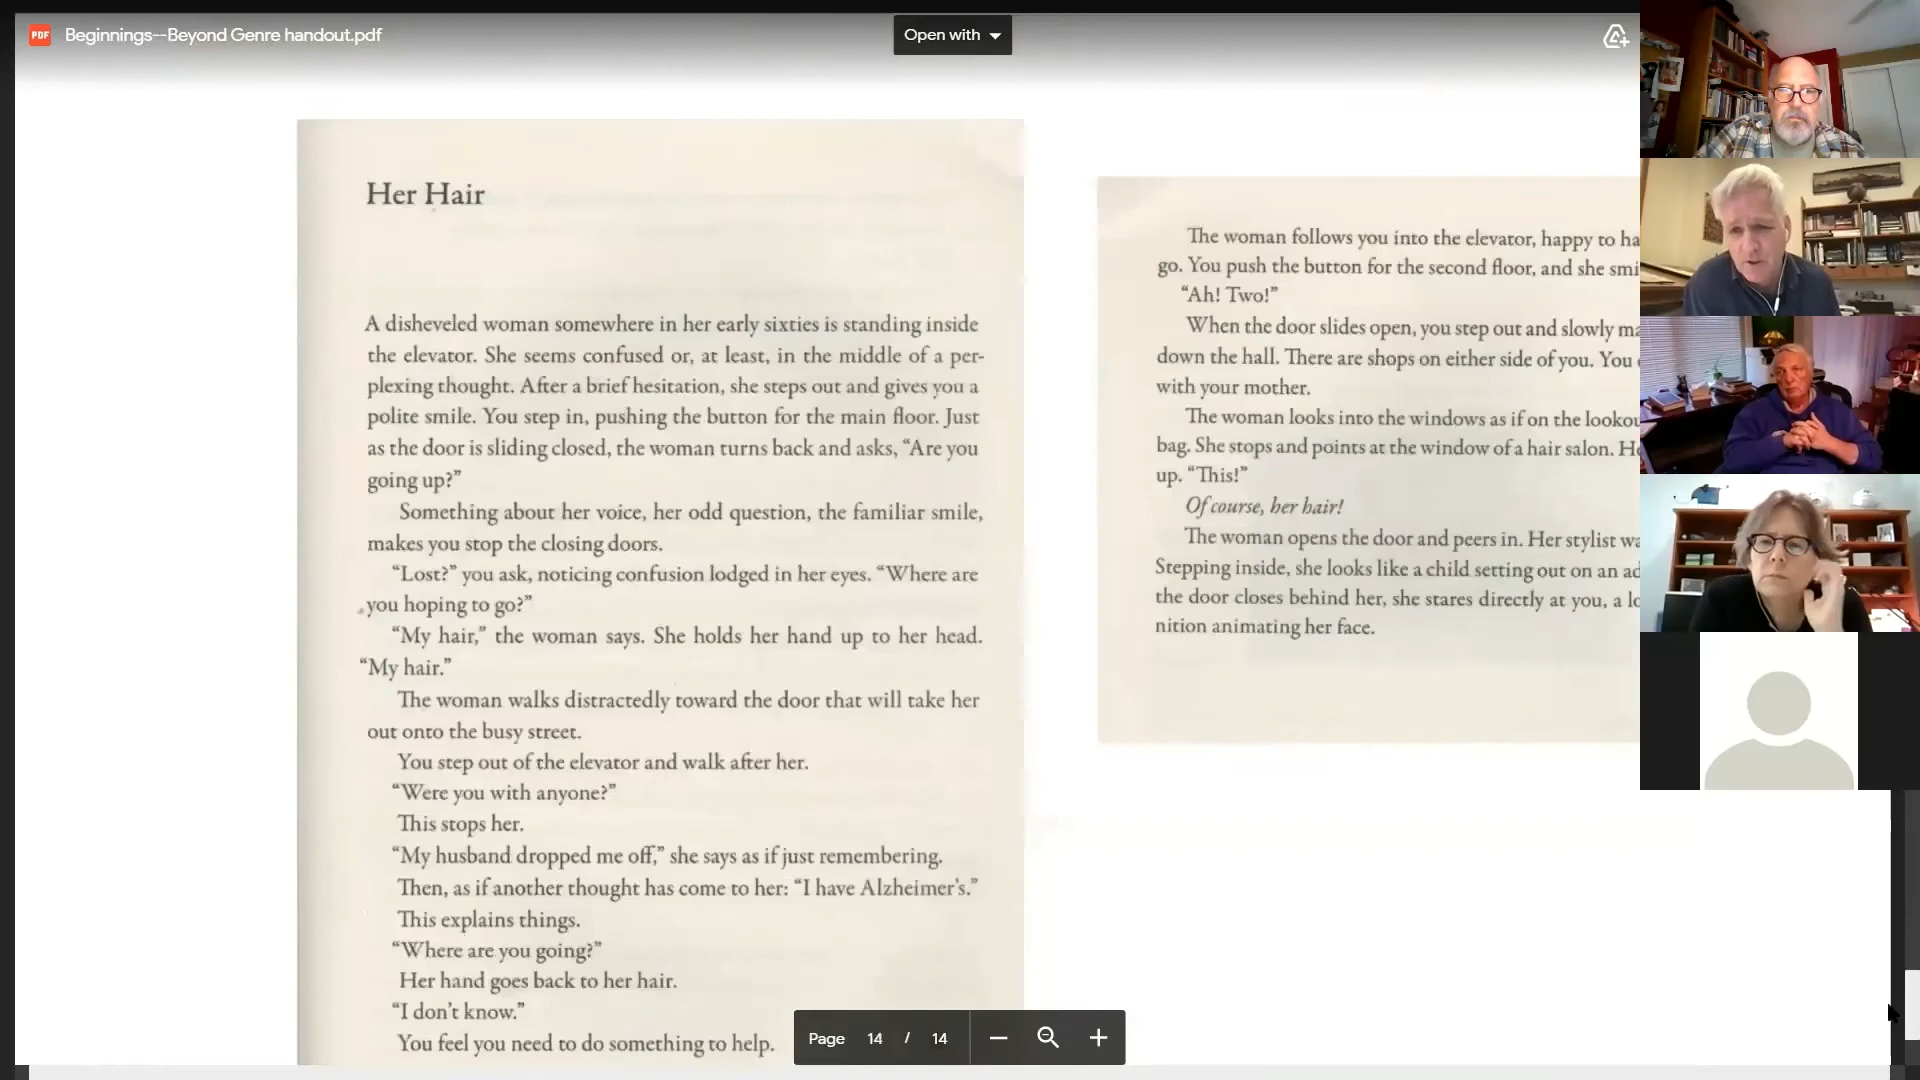 PDF
Beginnings--Beyond Genre handout.pdf
Open with
Her Hair
A disheveled woman somewhere in her early sixties is standing inside
the elevator. She seems confused or, at least, in the middle of a per-
plexing thought. After a brief hesitation, she steps out and gives you a
polite smile. You step in, pushing the button for the main floor. Just
as the door is sliding closed, the woman turns back and asks, “Are you
going up?”
Something about her voice, her odd question, the familiar smile,
makes you stop the closing doors.
“Lost?” you ask, noticing confusion lodged in her eyes. “Where are
you hoping to go?”
“My hair,” the woman says. She holds her hand up to her head.
“My hair.”
The woman walks distractedly toward the door that will take her
out onto the busy street.
You step out of the elevator and walk after her.
“Were you with anyone?”
This stops her.
“My husband dropped me off,” she says as if just remembering.
Then, as if another thought has come to her: “I have Alzheimer’s.”
This explains things.
“Where are you going?”
Her hand goes back to her hair.
“I don’t know.”
You feel you need to do something to help.
The woman follows you into the elevator, happy to ha
go. You push the button for the second floor, and she smi
“Ah! Two!”
When the door slides open, you step out and slowly ma
down the hall. There are shops on either side of you. You
with your mother.
The woman looks into the windows as if on the lookou
bag. She stops and points at the window of a hair salon. He
up. “This!”
Of course, her hair!
The woman opens the door and peers in. Her stylist wa
Stepping inside, she looks like a child setting out on an ad
the door closes behind her, she stares directly at you, a lo
nition animating her face.
Page 14 / 14